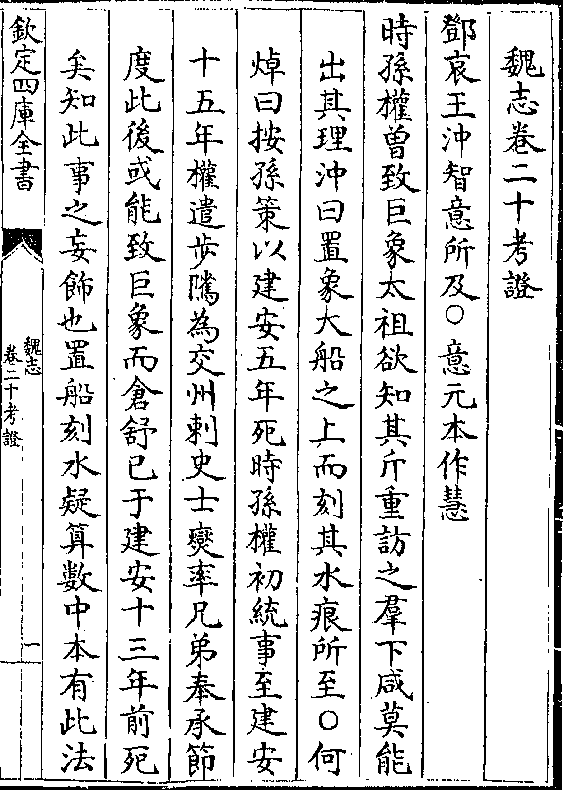 魏志卷二十考證
鄧哀王沖智意所及○意元本作慧
時孫權曾致巨象太祖欲知其斤重訪之羣下咸莫能
出其理沖曰置象大船之上而刻其水痕所至○何
焯曰按孫策以建安五年死時孫權初統事至建安
十五年權遣步隲為交州刺史士燮率兄弟奉承節
度此後或能致巨象而倉舒已于建安十三年前死
矣知此事之妄飾也置船刻水疑算數中本有此法
欽定四庫全書
魏志
卷二十考證
一